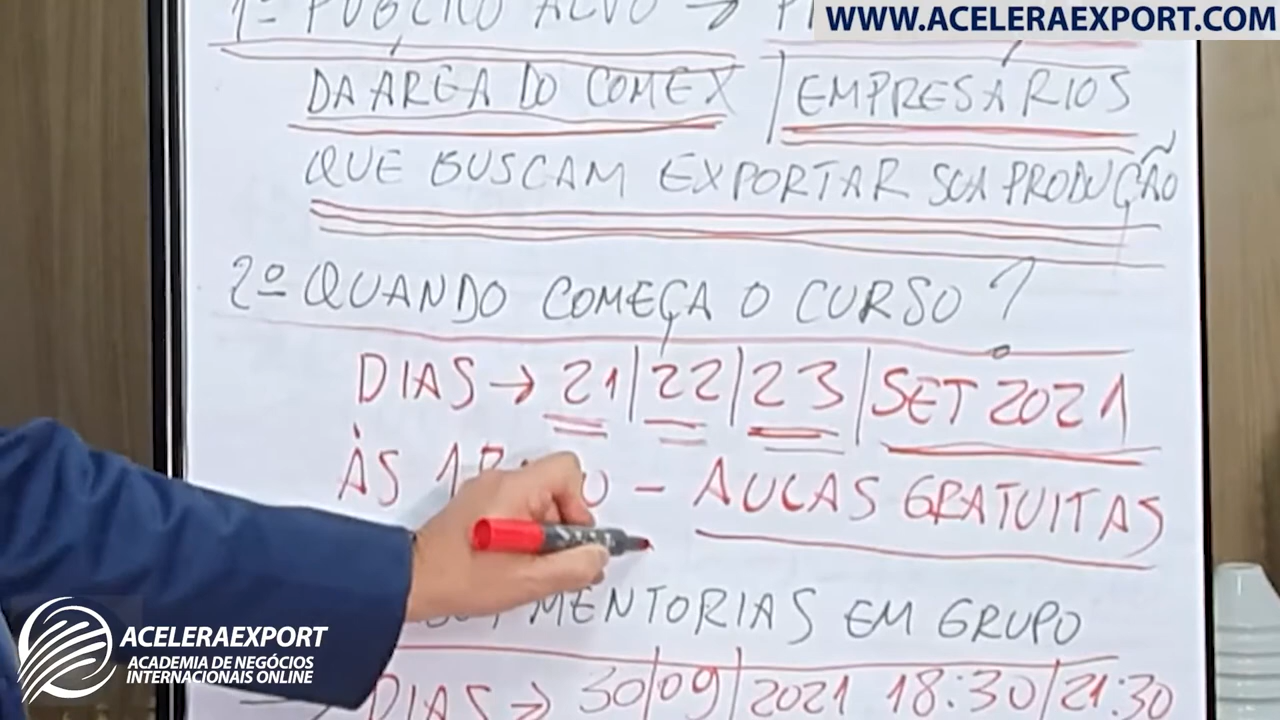 WWW.ACELERAEXPORT.COM
1º PÚBLICO ALVO →
DA ÁREA DO COMEX | EMPRESÁRIOS
QUE BUSCAM EXPORTAR SUA PRODUÇÃO
2º QUANDO COMEÇA O CURSO?
DIAS → 21 | 22 | 23 | SET 2021
ÀS - AULAS GRATUITAS
MENTORIAS EM GRUPO
→ DIAS → 30/09/2021 18:30/21:30
ACELERAEXPORT
ACADEMIA DE NEGÓCIOS
INTERNACIONAIS ONLINE